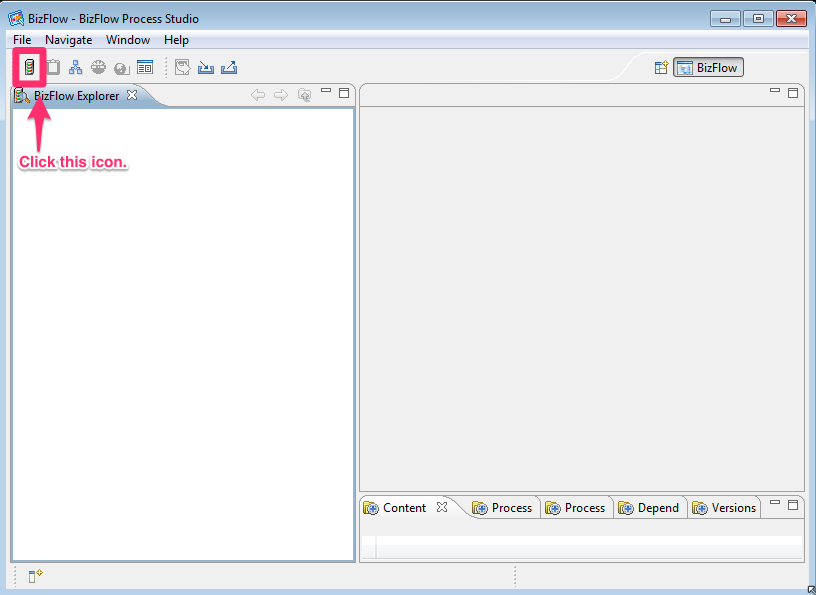 BizFlow - BizFlow Process Studio
File Navigate Window Help
BizFlow
BizFlow Explorer
Click this icon.
Content Process Process Depend Versions